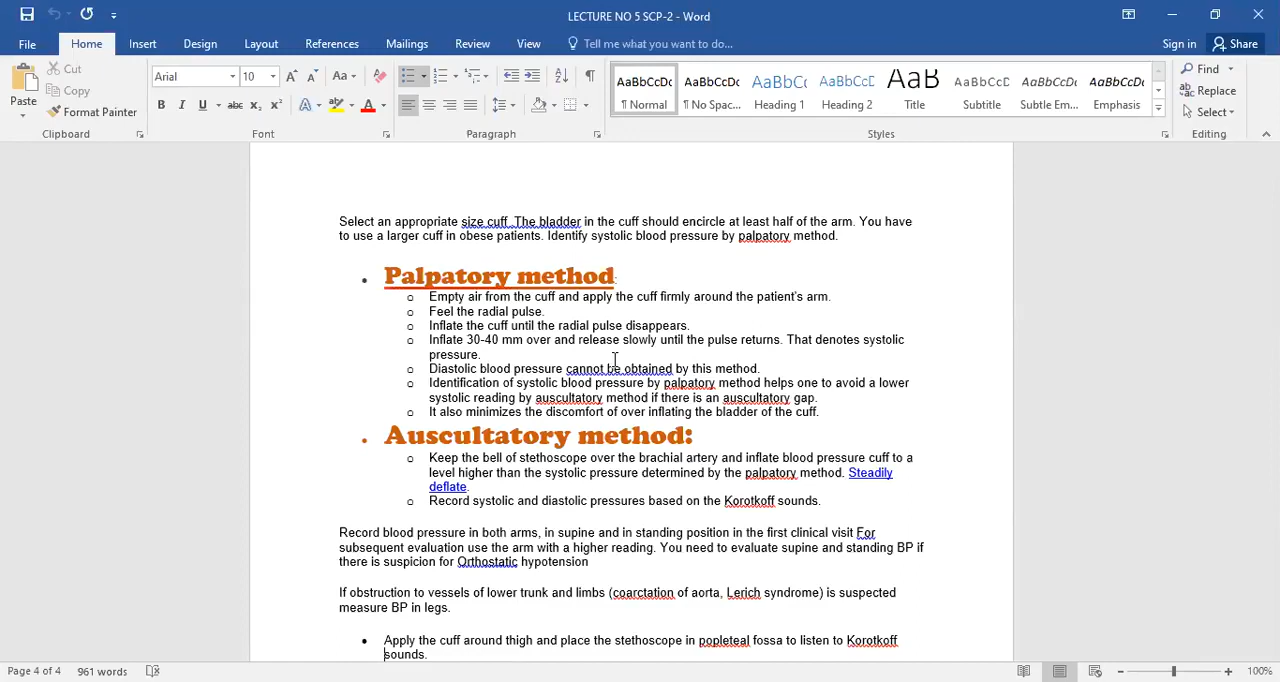 LECTURE NO 5 SCP-2 - Word
File Home Insert Design Layout References Mailings Review View Tell me what you want to do... Sign in Share
Paste Cut Copy Format Painter
Arial 10
AaBbCcDc AaBbCcDc AaBbCc AaBbCcDc AaB AaBbCcDc AaBbCcDc AaBbCcDc
¶ Normal ¶ No Spac... Heading 1 Heading 2 Title Subtitle Subtle Em... Emphasis
Find Replace Select
Clipboard Font Paragraph Styles Editing
Select an appropriate size cuff .The bladder in the cuff should encircle at least half of the arm. You have
to use a larger cuff in obese patients. Identify systolic blood pressure by palpatory method.
• Palpatory method:
o Empty air from the cuff and apply the cuff firmly around the patient's arm.
o Feel the radial pulse.
o Inflate the cuff until the radial pulse disappears.
o Inflate 30-40 mm over and release slowly until the pulse returns. That denotes systolic
pressure.
o Diastolic blood pressure cannot be obtained by this method.
o Identification of systolic blood pressure by palpatory method helps one to avoid a lower
systolic reading by auscultatory method if there is an auscultatory gap.
o It also minimizes the discomfort of over inflating the bladder of the cuff.
• Auscultatory method:
o Keep the bell of stethoscope over the brachial artery and inflate blood pressure cuff to a
level higher than the systolic pressure determined by the palpatory method. Steadily
deflate.
o Record systolic and diastolic pressures based on the Korotkoff sounds.
Record blood pressure in both arms, in supine and in standing position in the first clinical visit For
subsequent evaluation use the arm with a higher reading. You need to evaluate supine and standing BP if
there is suspicion for Orthostatic hypotension
If obstruction to vessels of lower trunk and limbs (coarctation of aorta, Lerich syndrome) is suspected
measure BP in legs.
• Apply the cuff around thigh and place the stethoscope in popleteal fossa to listen to Korotkoff
sounds.
Page 4 of 4 961 words 100%